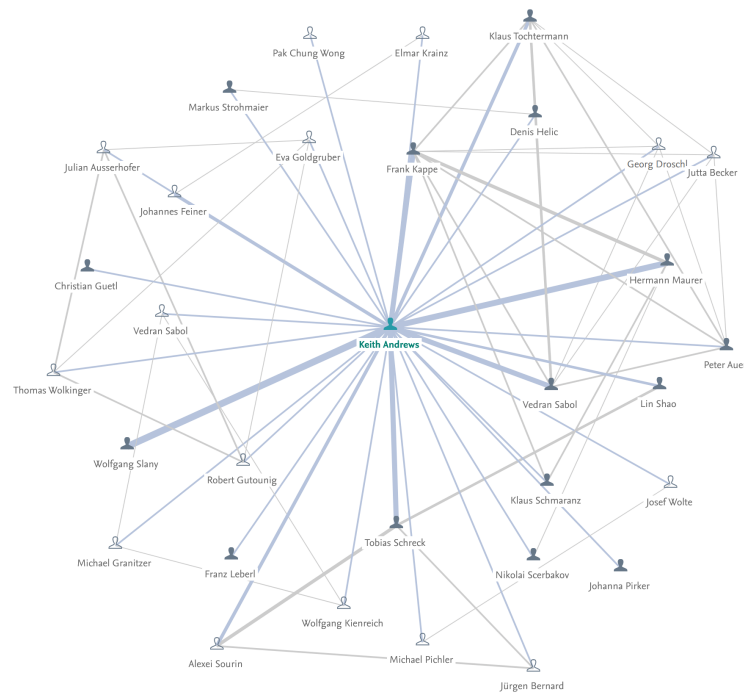 Klaus Tochtermann
Pak Chung Wong
Elmar Krainz
Markus Strohmaier
Denis Helic
Eva Goldgruber
Georg Droschl
Julian Ausserhofer
Frank Kappe
Jutta Becker
Johannes Feiner
Christian Guetl
Hermann Maurer
Vedran Sabol
Keith Andrews
Peter Aue
Thomas Wolkinger
Vedran Sabol
Lin Shao
Wolfgang Slany
Robert Gutounig
Klaus Schmaranz
Josef Wolte
Tobias Schreck
Michael Granitzer
Franz Leberl
Nikolai Scerbakov
Johanna Pirker
Wolfgang Kienreich
Alexei Sourin
Michael Pichler
Jürgen Bernard